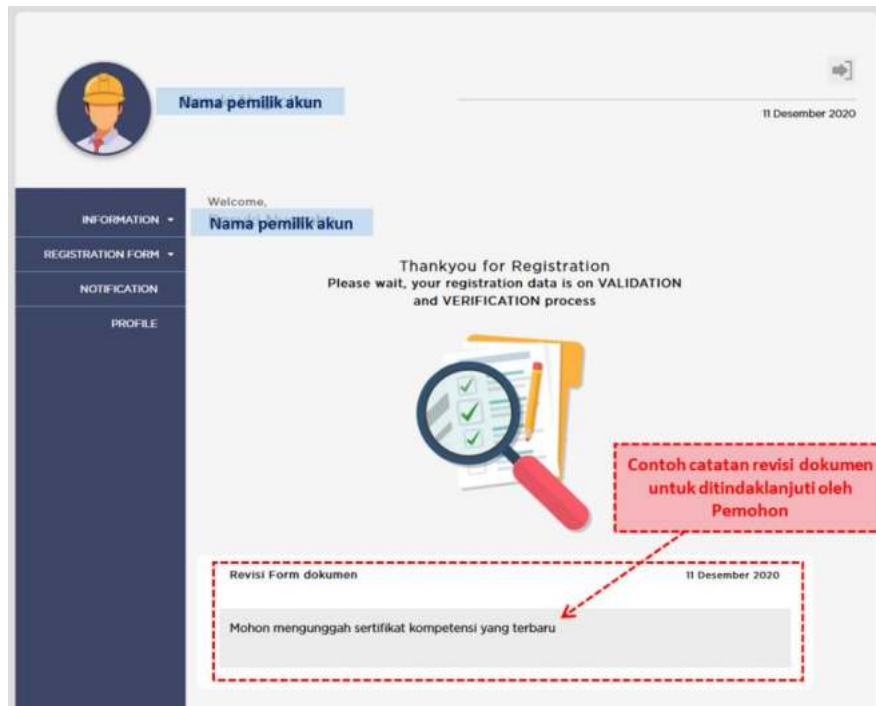 Nama pemilik akun
11 Desember 2020
INFORMATION
REGISTRATION FORM
NOTIFICATION
PROFILE
Welcome,
Nama pemilik akun
Thankyou for Registration
Please wait, your registration data is on VALIDATION
and VERIFICATION process
Contoh catatan revisi dokumen
untuk ditindaklanjuti oleh
Pemohon
Revisi Form dokumen 11 Desember 2020
Mohon mengunggah sertifikat kompetensi yang terbaru